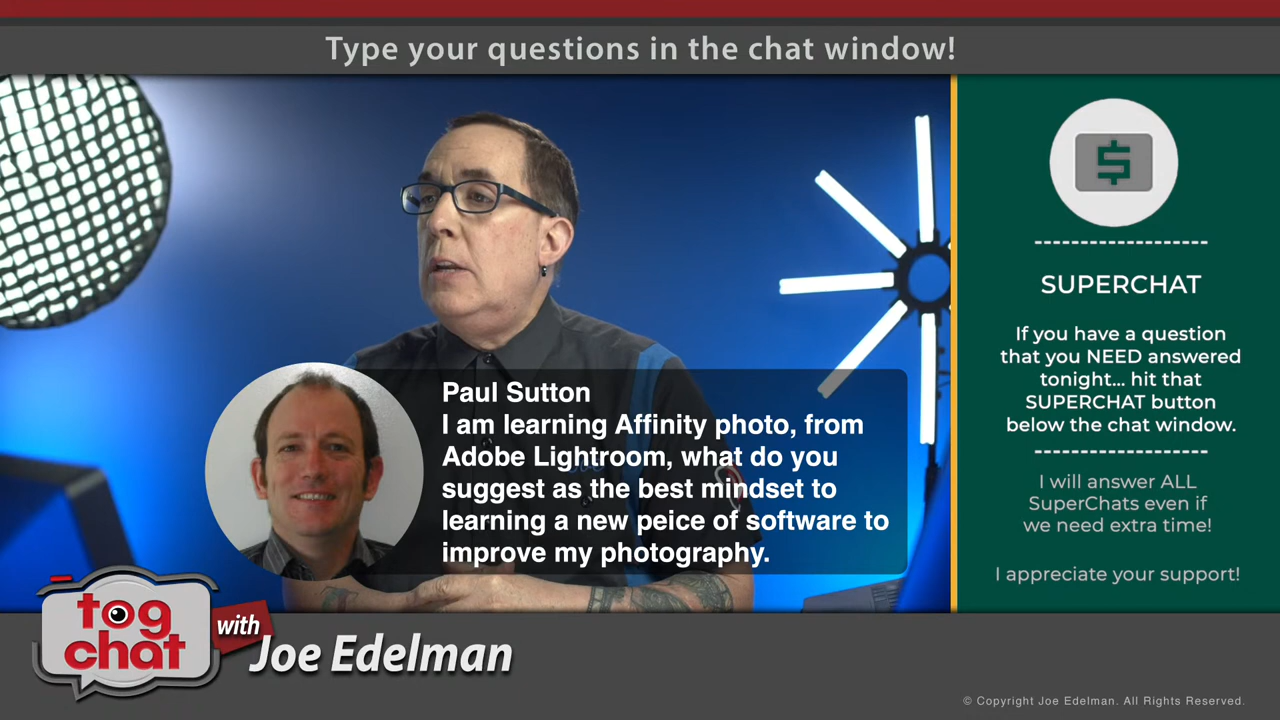 Type your questions in the chat window!
SUPERCHAT
If you have a question
that you NEED answered
tonight... hit that
SUPERCHAT button
below the chat window.
I will answer ALL
SuperChats even if
we need extra time!
I appreciate your support!
Paul Sutton
I am learning Affinity photo, from
Adobe Lightroom, what do you
suggest as the best mindset to
learning a new peice of software to
improve my photography.
tog
chat
with
Joe Edelman
© Copyright Joe Edelman. All Rights Reserved.